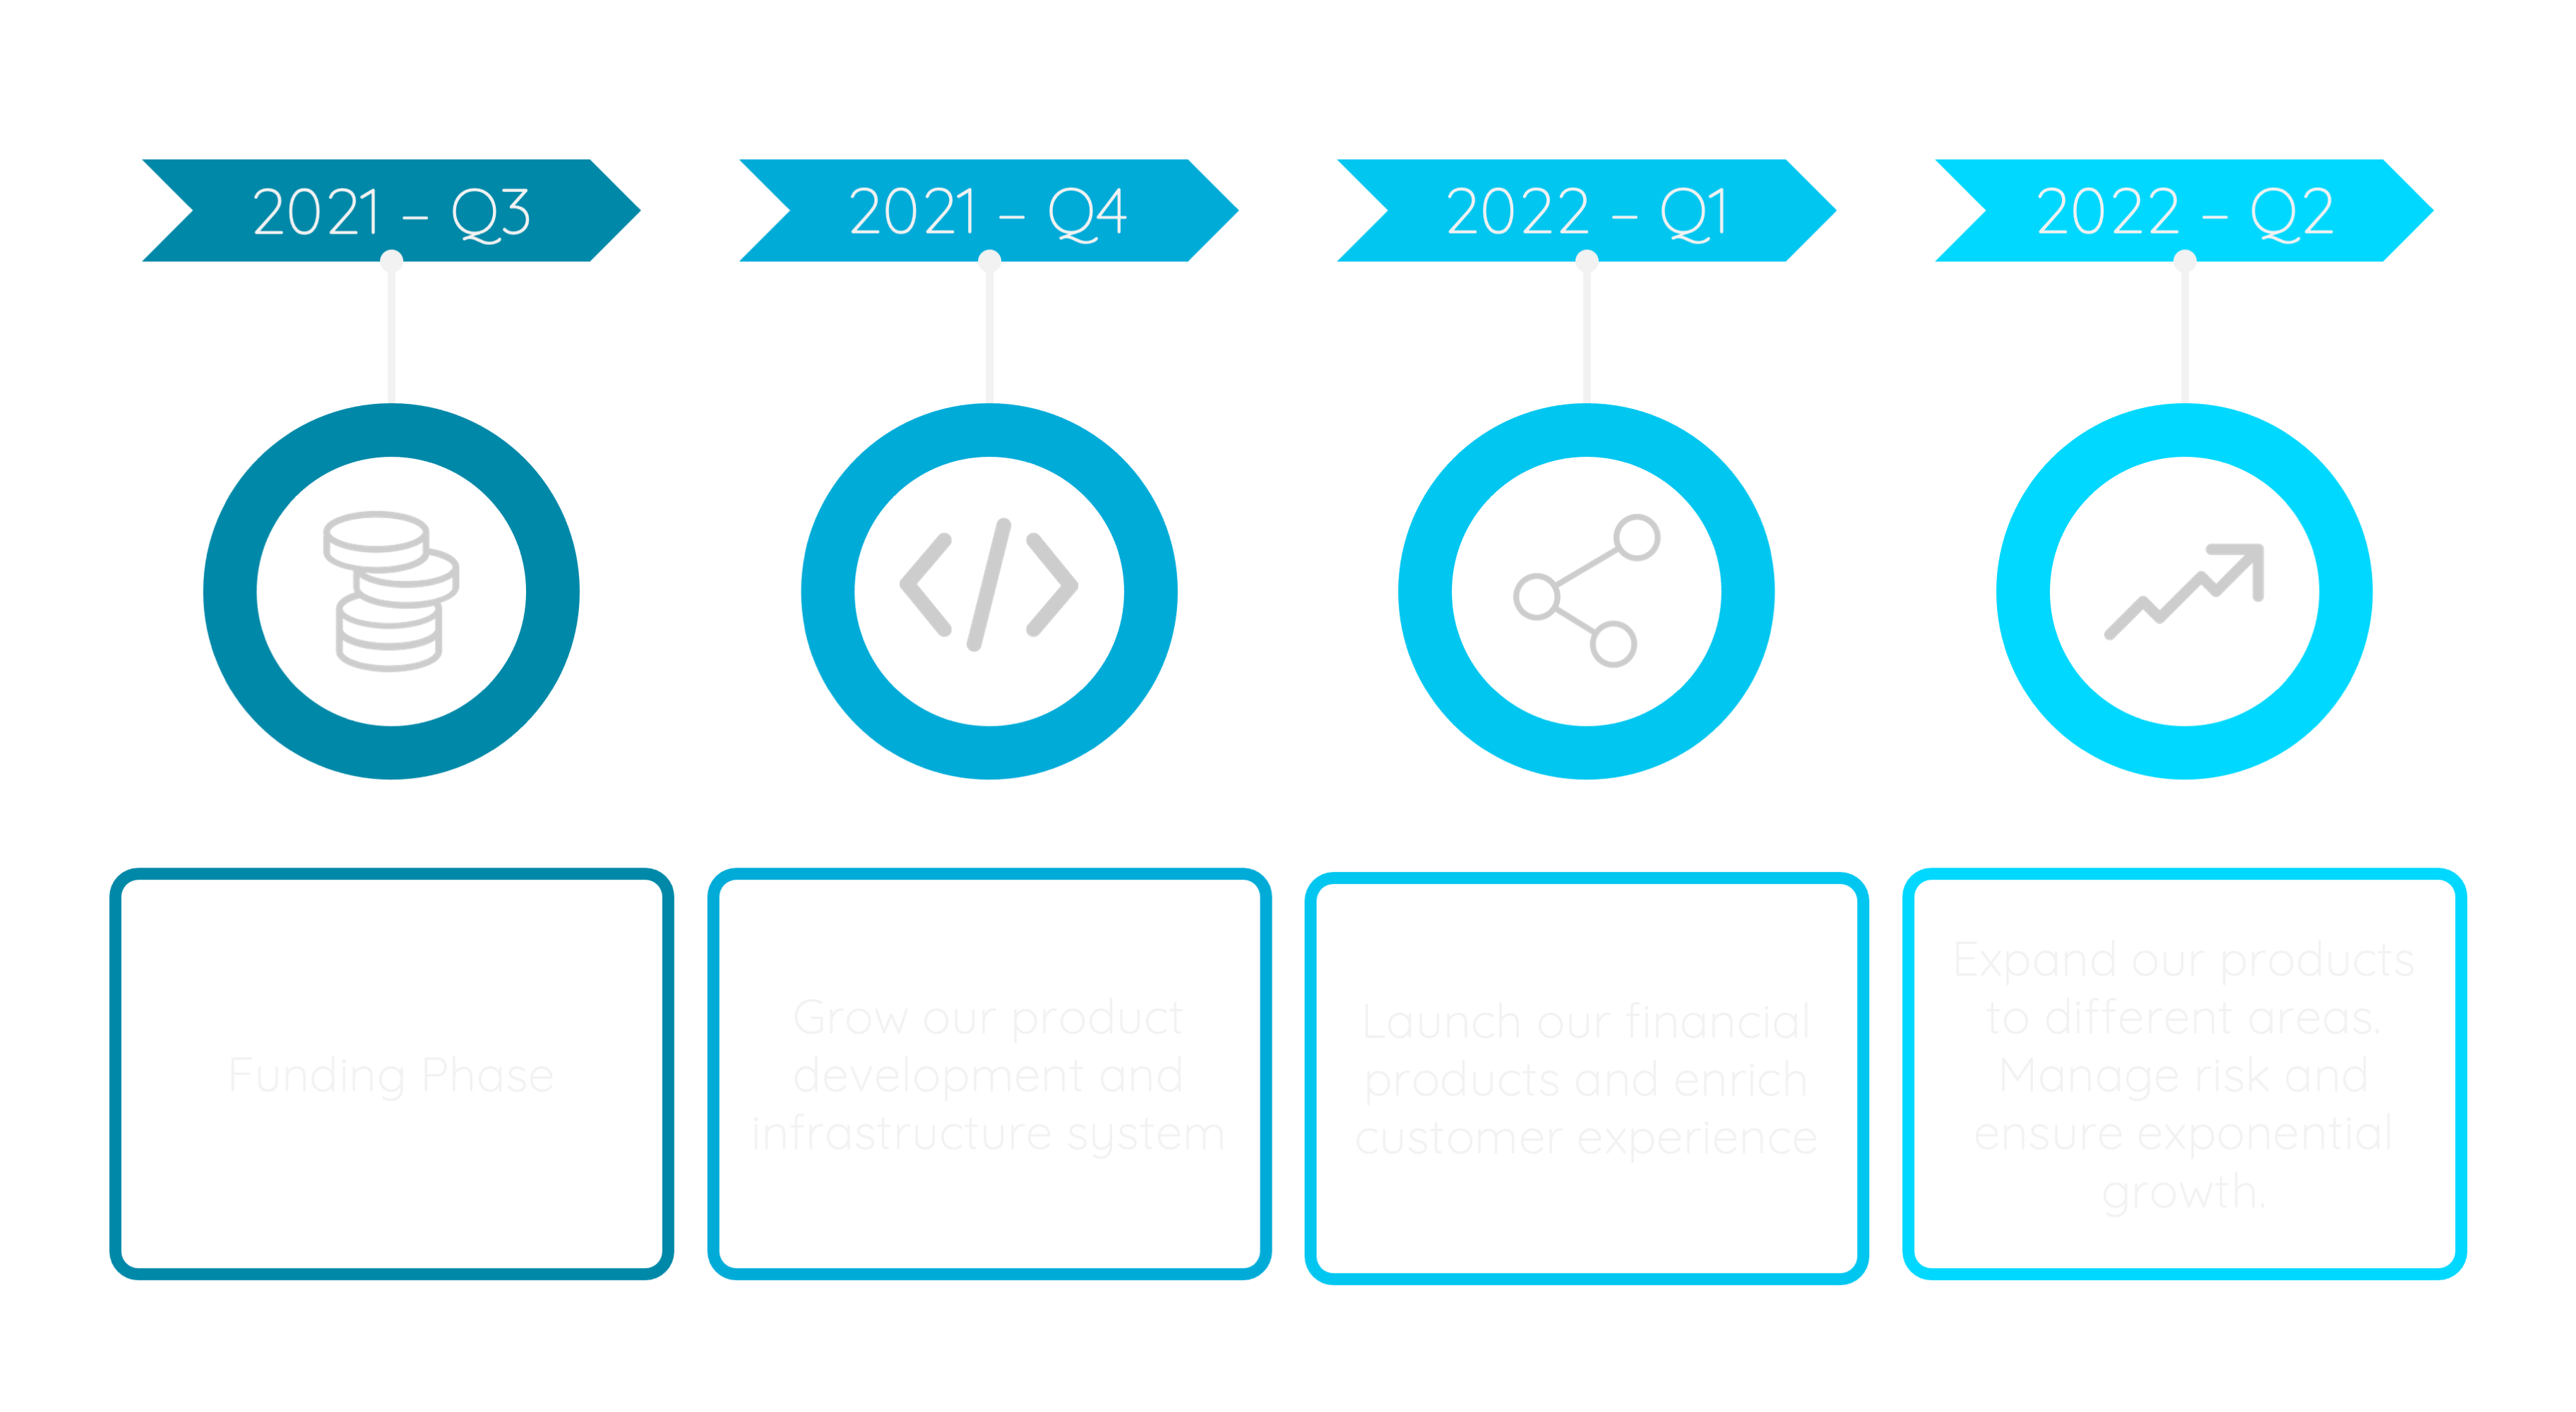 2021 – Q3
2021 – Q4
2022 – Q1
2022 – Q2
Funding Phase
Grow our product
development and
infrastructure system
Launch our financial
products and enrich
customer experience
Expand our products
to different areas.
Manage risk and
ensure exponential
growth.